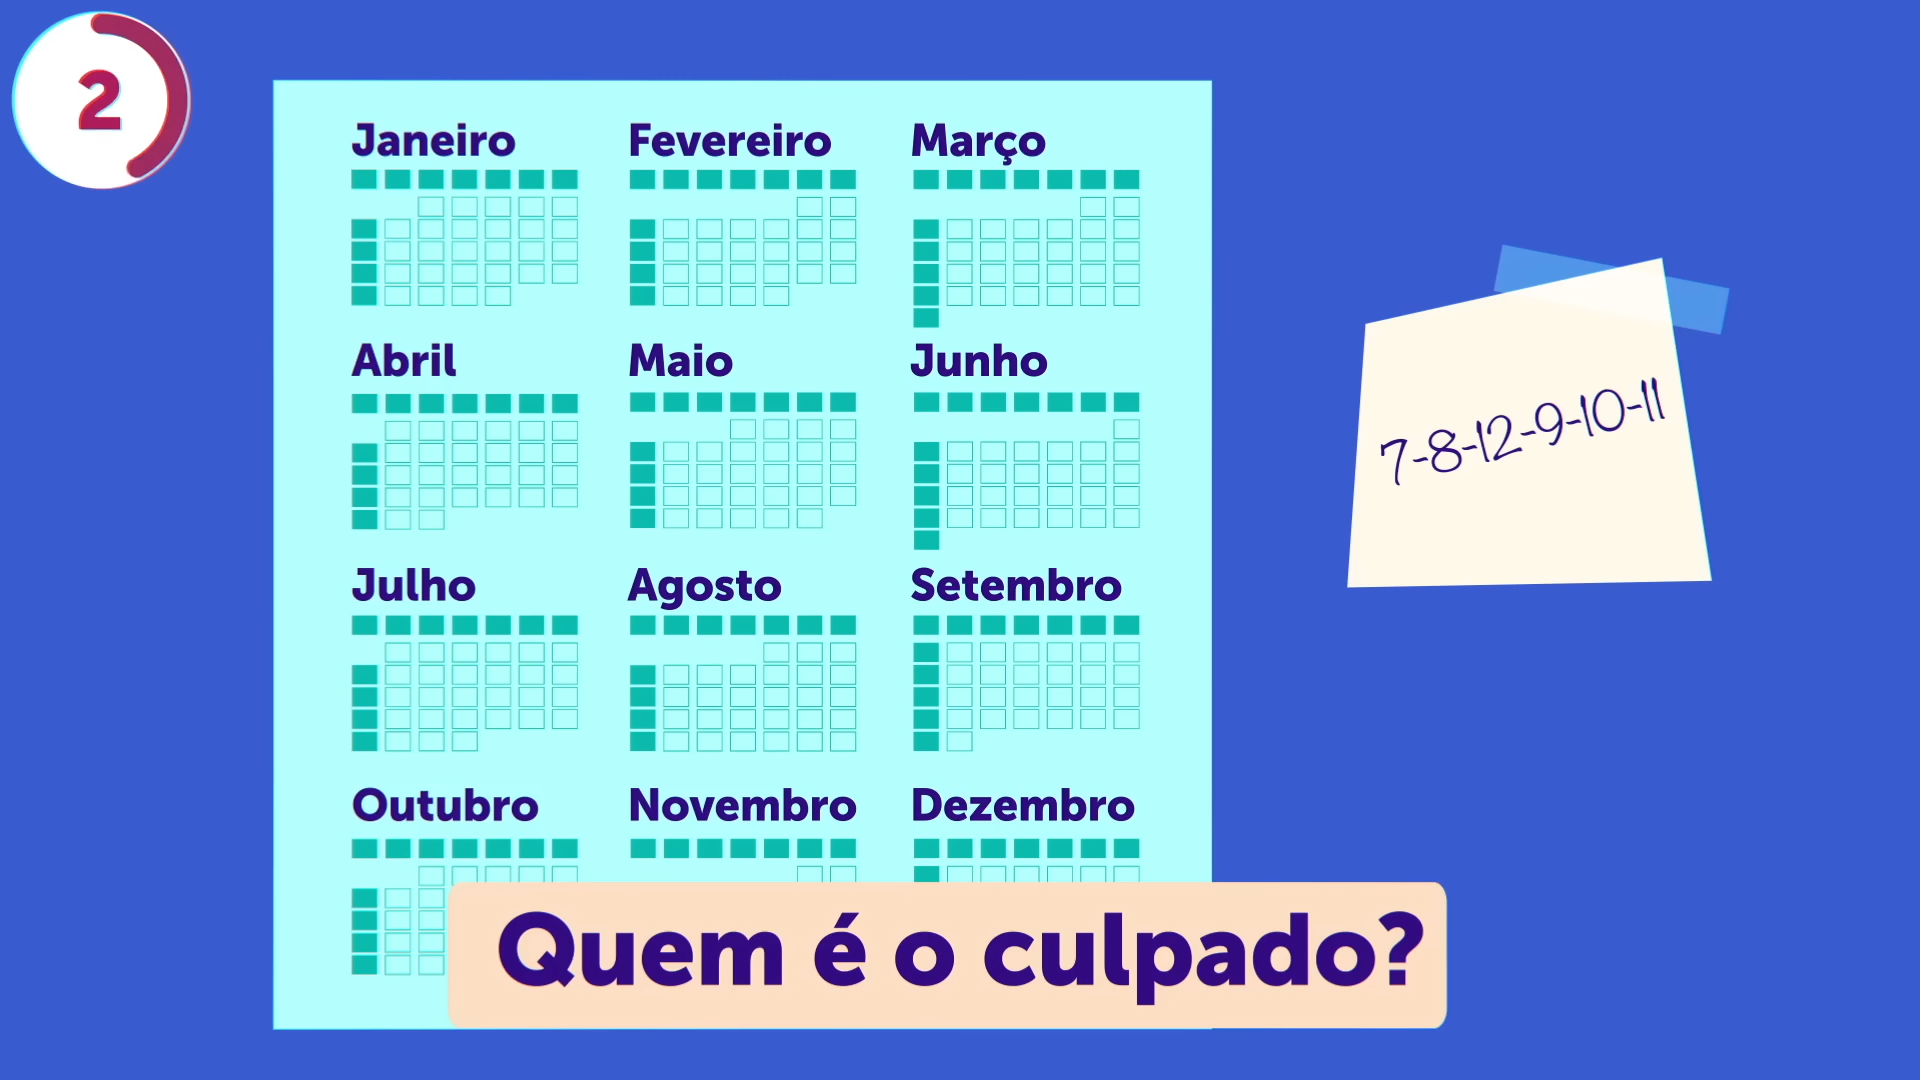 2
Janeiro Fevereiro Março
Abril Maio Junho
7-8-12-9-10-11
Julho Agosto Setembro
Outubro Novembro Dezembro
Quem é o culpado?